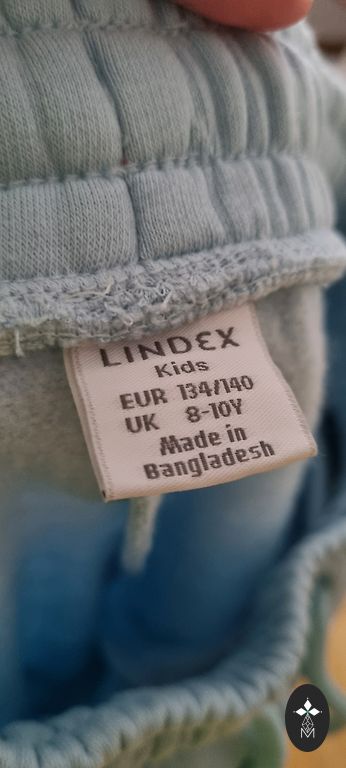 LINDEX
Kids
EUR 134/140
UK 8-10Y
Made in
Bangladesh